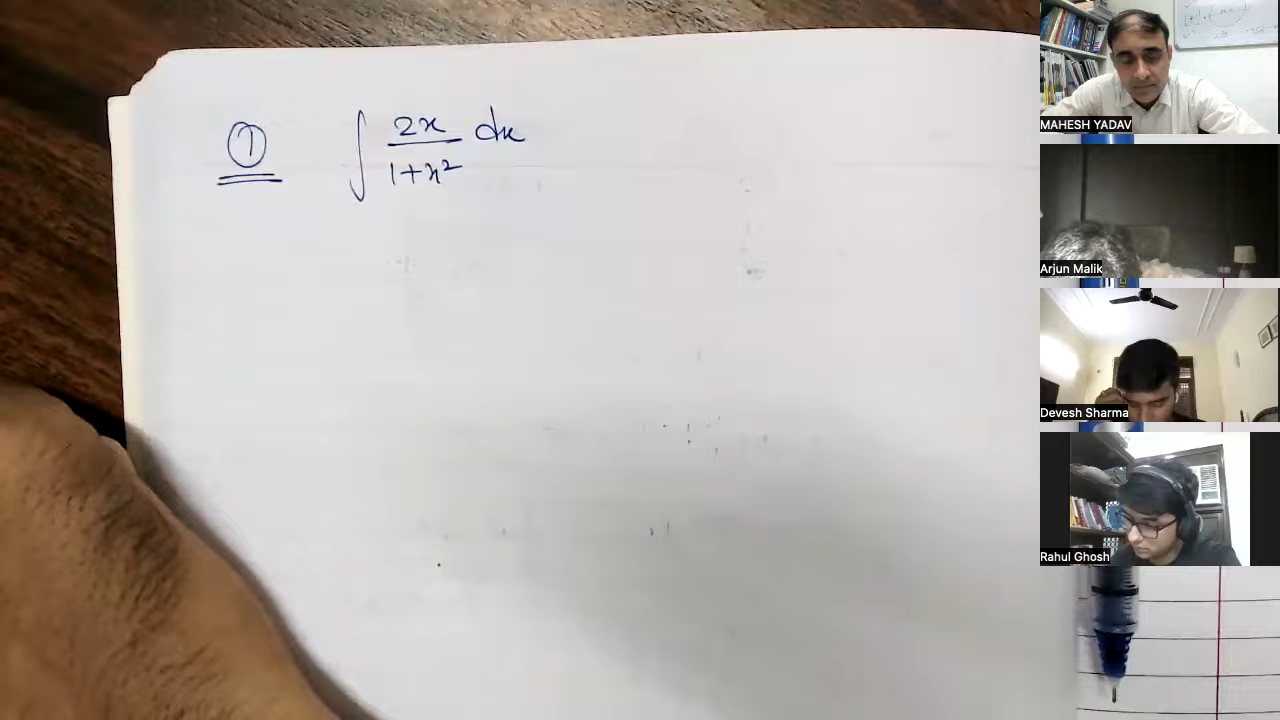 ① ∫ 2x/(1+x²) dx
MAHESH YADAV
Arjun Malik
Devesh Sharma
Rahul Ghosh